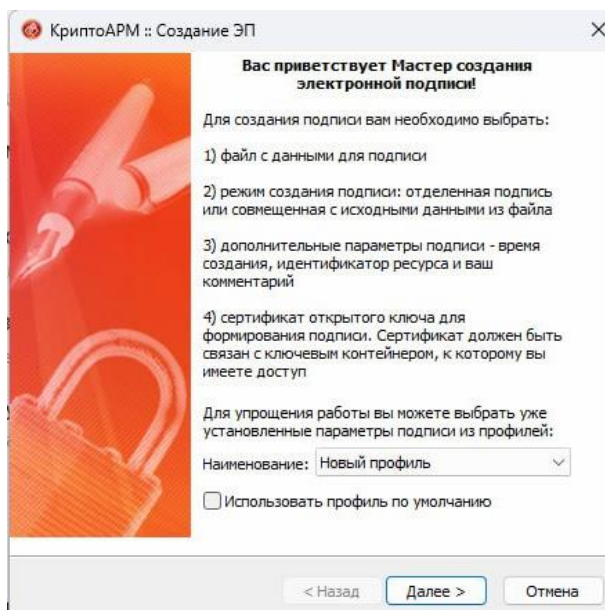 КриптоАРМ :: Создание ЭП
Вас приветствует Мастер создания
электронной подписи!
Для создания подписи вам необходимо выбрать:
1) файл с данными для подписи
2) режим создания подписи: отделенная подпись
или совмещенная с исходными данными из файла
3) дополнительные параметры подписи - время
создания, идентификатор ресурса и ваш
комментарий
4) сертификат открытого ключа для
формирования подписи. Сертификат должен быть
связан с ключевым контейнером, к которому вы
имеете доступ
Для упрощения работы вы можете выбрать уже
установленные параметры подписи из профилей:
Наименование: Новый профиль
Использовать профиль по умолчанию
< Назад Далее > Отмена